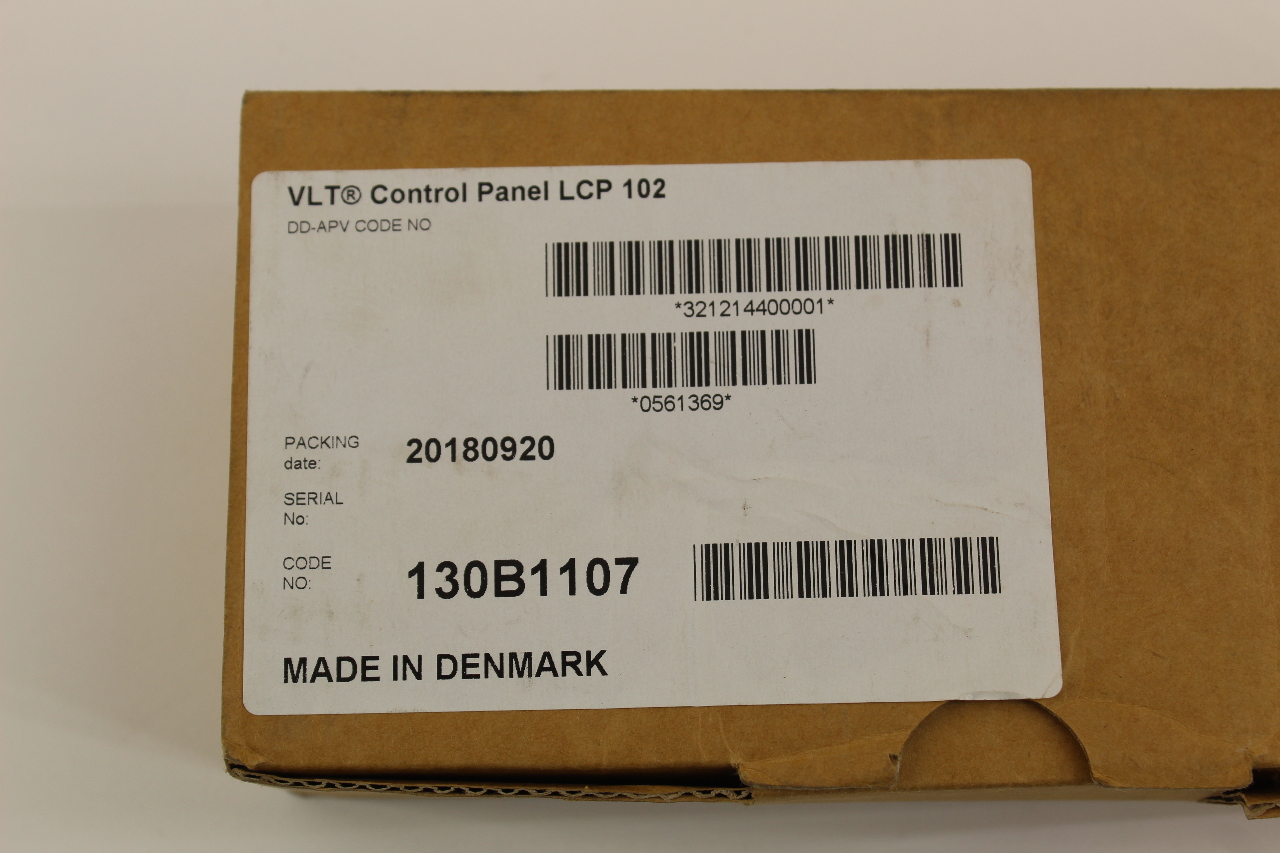 VLT® Control Panel LCP 102
DD-APV CODE NO
*321214400001*
*0561369*
PACKING
date:
20180920
SERIAL
No:
CODE
NO:
130B1107
MADE IN DENMARK